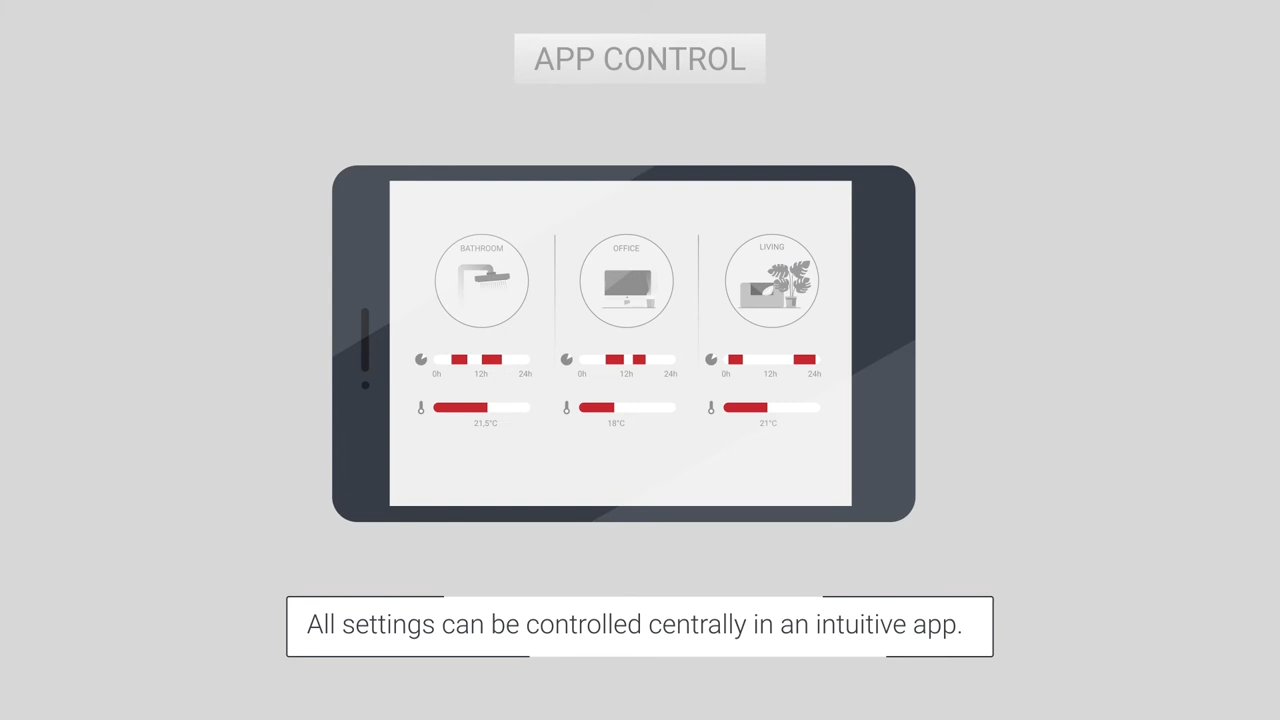 APP CONTROL
BATHROOM
OFFICE
LIVING
0h 12h 24h
0h 12h 24h
0h 12h 24h
21,5°C
18°C
21°C
All settings can be controlled centrally in an intuitive app.